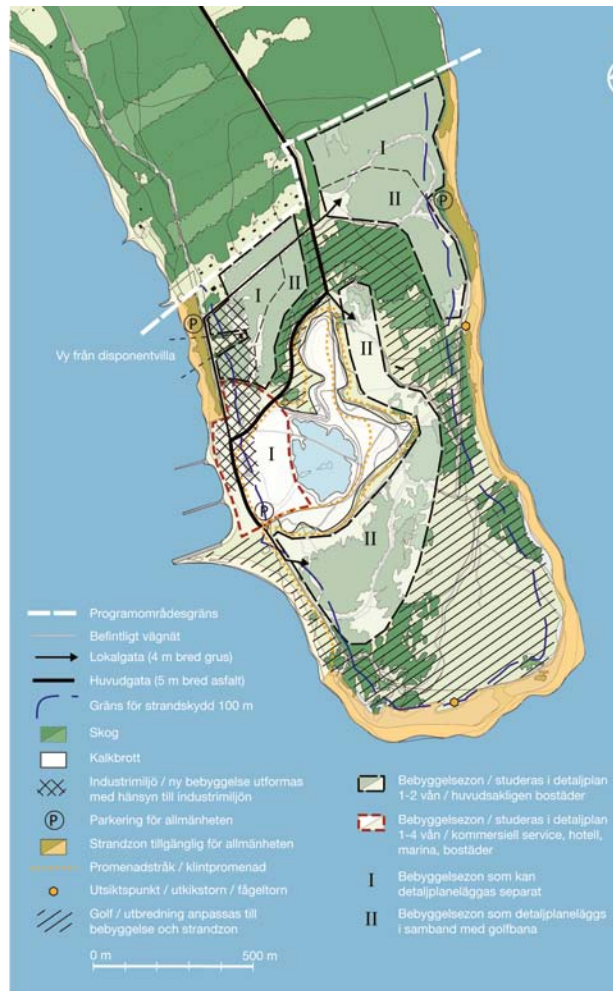 I
II
P
I
II
P
Vy från disponentvilla
II
I
P
II
Programområdesgräns
Befintligt vägnät
Lokalgata (4 m bred grus)
Huvudgata (5 m bred asfalt)
Gräns för strandskydd 100 m
Skog
Kalkbrott
Industrimiljö / ny bebyggelse utformas
med hänsyn till industrimiljön
P Parkering för allmänheten
Strandzon tillgänglig för allmänheten
Promenadstråk / klintpromenad
Utsiktspunkt / utkikstorn / fågeltorn
Golf / utbredning anpassas till
bebyggelse och strandzon
0 m 500 m
Bebyggelsezon / studeras i detaljplan
1-2 vån / huvudsakligen bostäder
Bebyggelsezon / studeras i detaljplan
1-4 vån / kommersiell service, hotell,
marina, bostäder
I Bebyggelsezon som kan
detaljplaneläggas separat
II Bebyggelsezon som detaljplaneläggs
i samband med golfbana